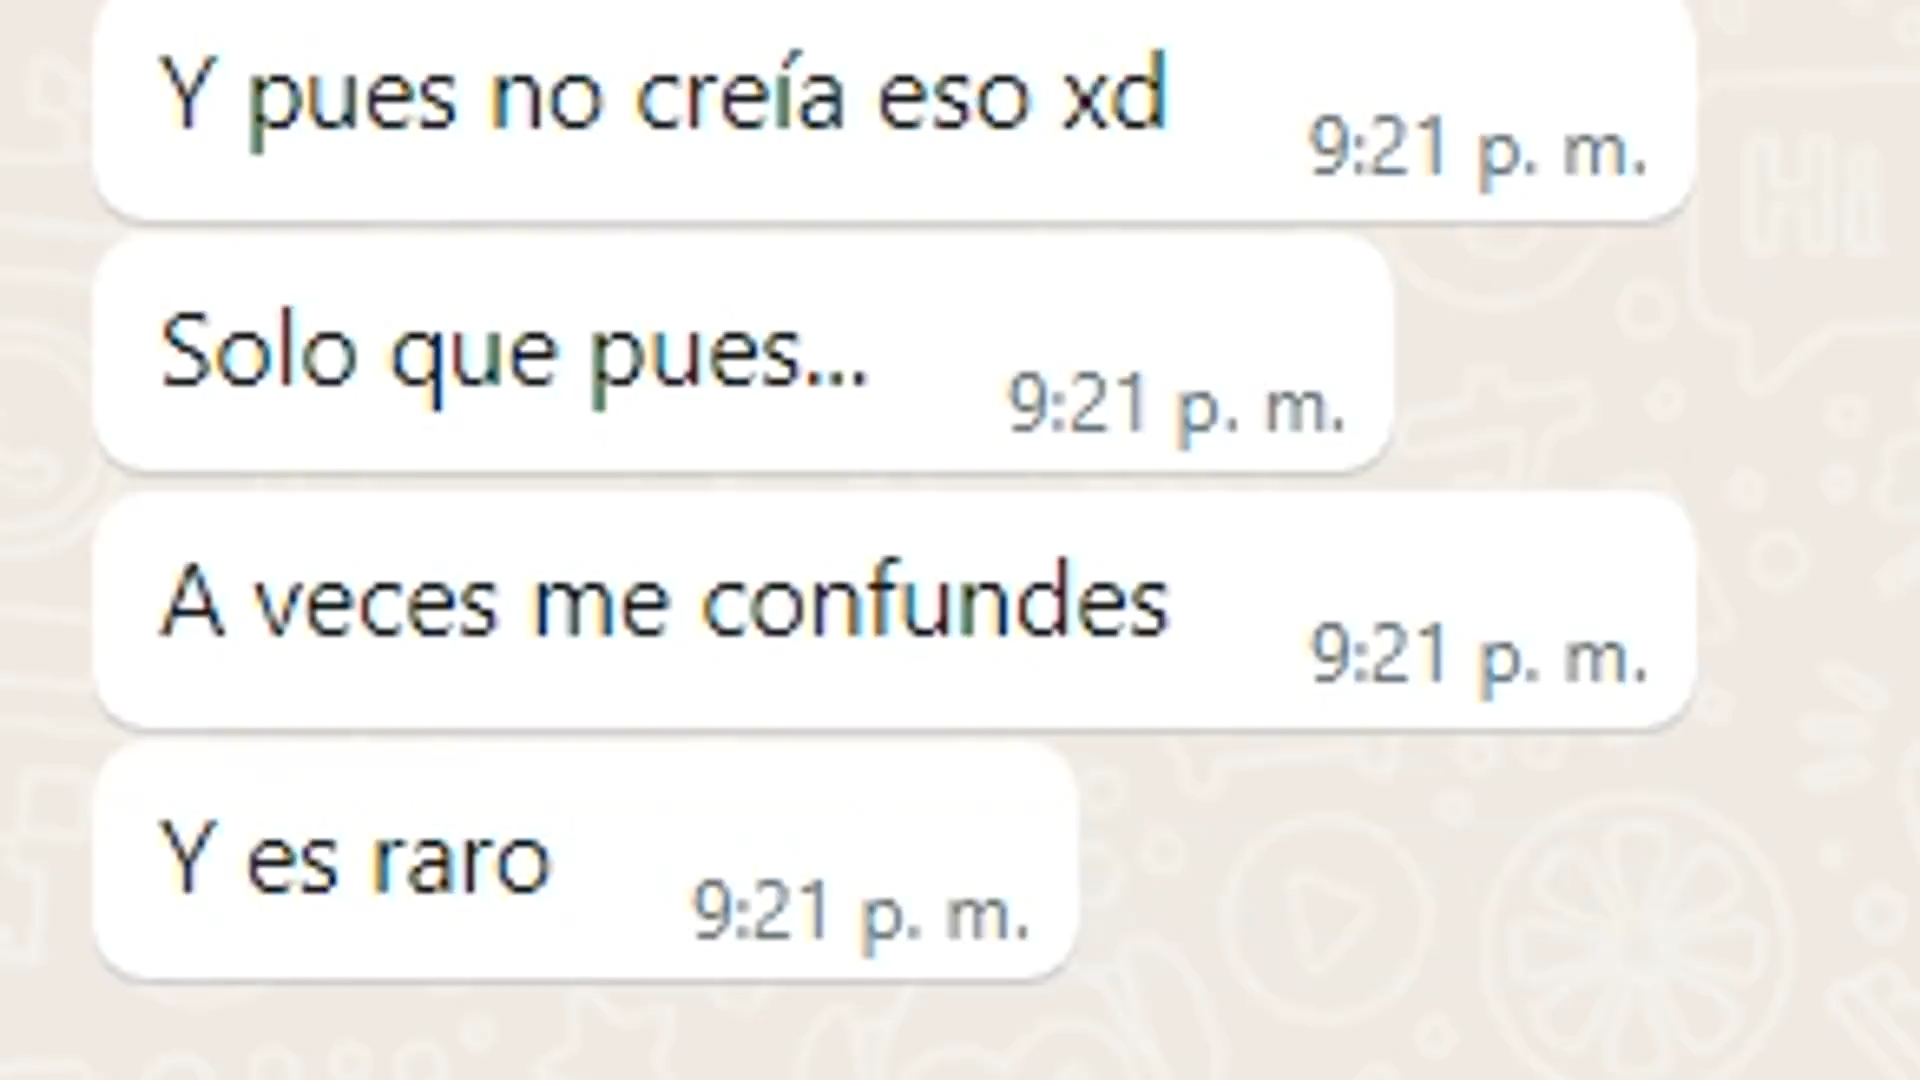 Y pues no creía eso xd
9:21 p. m.
Solo que pues...
9:21 p. m.
A veces me confundes
9:21 p. m.
Y es raro
9:21 p. m.